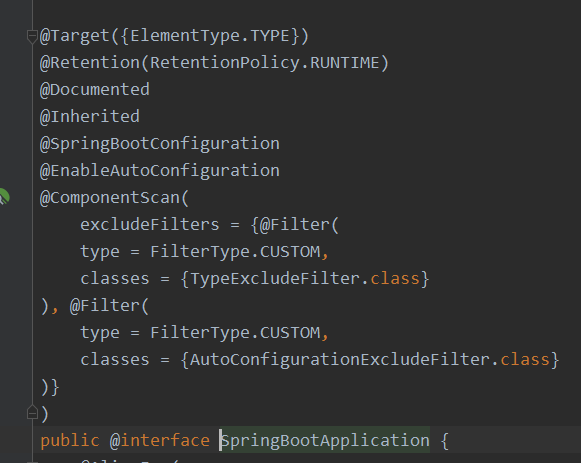 @Target({ElementType.TYPE})
@Retention(RetentionPolicy.RUNTIME)
@Documented
@Inherited
@SpringBootConfiguration
@EnableAutoConfiguration
@ComponentScan(
    excludeFilters = {@Filter(
    type = FilterType.CUSTOM,
    classes = {TypeExcludeFilter.class}
), @Filter(
    type = FilterType.CUSTOM,
    classes = {AutoConfigurationExcludeFilter.class}
)}
)
public @interface SpringBootApplication {